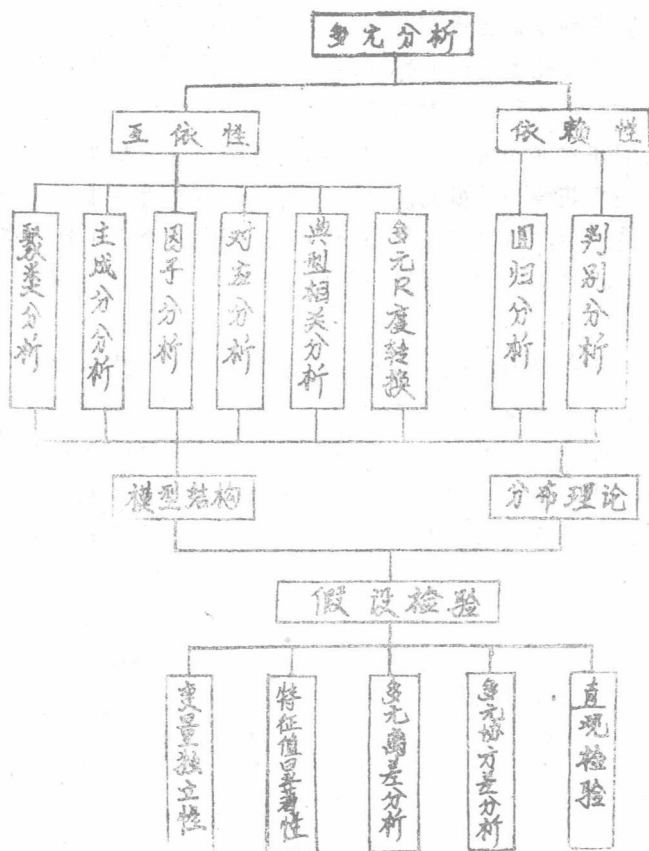 多元分析
互依性
依赖性
聚类分析
主成分分析
因子分析
对应分析
典型相关分析
多元尺度转换
回归分析
判别分析
模型结构
分布理论
假设检验
变量独立性
特征值显著性
多元离差分析
多元协方差分析
直观检验